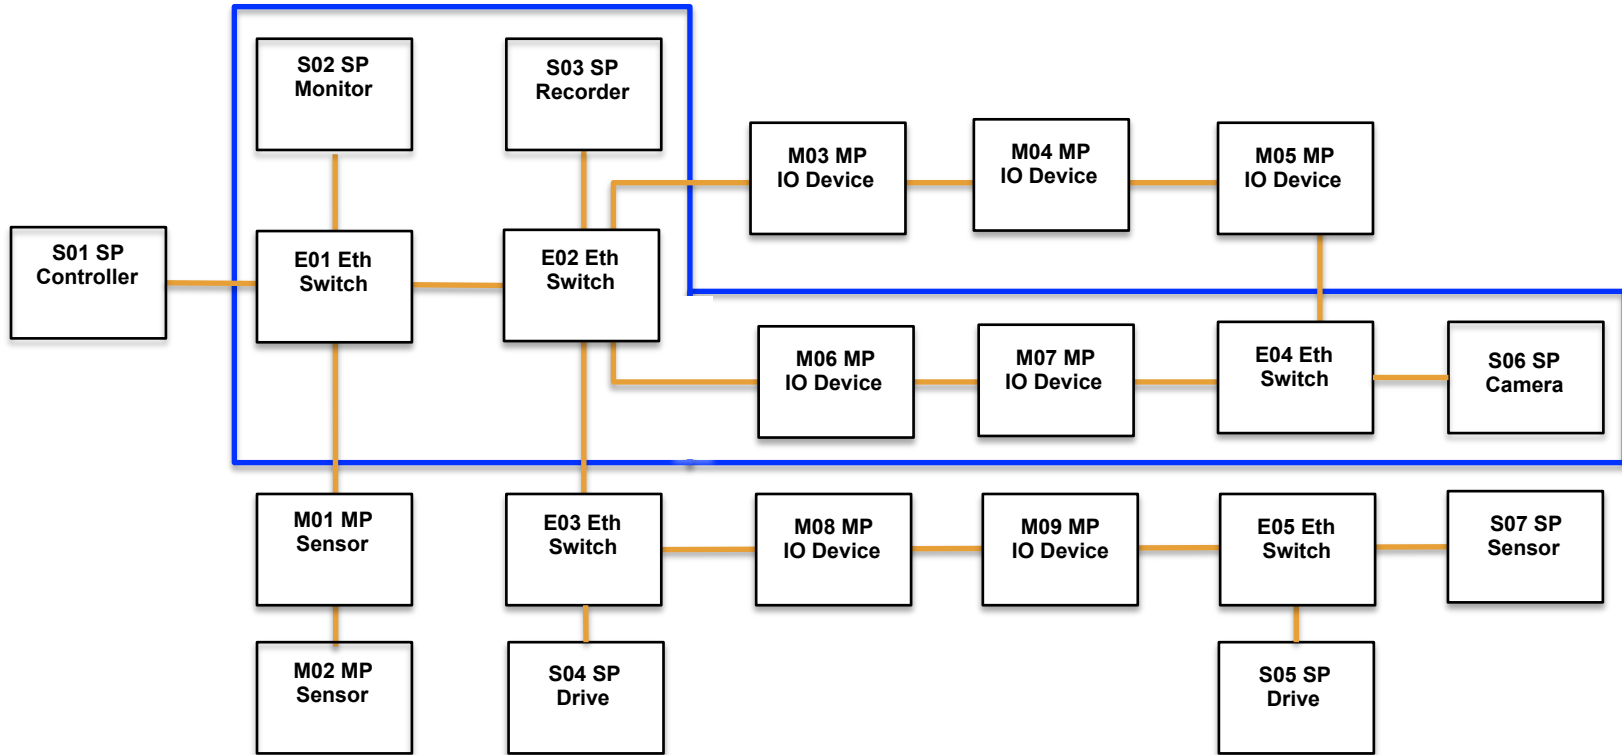 S02 SP
Monitor
S03 SP
Recorder
M03 MP
IO Device
M04 MP
IO Device
M05 MP
IO Device
S01 SP
Controller
E01 Eth
Switch
E02 Eth
Switch
M06 MP
IO Device
M07 MP
IO Device
E04 Eth
Switch
S06 SP
Camera
M01 MP
Sensor
E03 Eth
Switch
M08 MP
IO Device
M09 MP
IO Device
E05 Eth
Switch
S07 SP
Sensor
M02 MP
Sensor
S04 SP
Drive
S05 SP
Drive